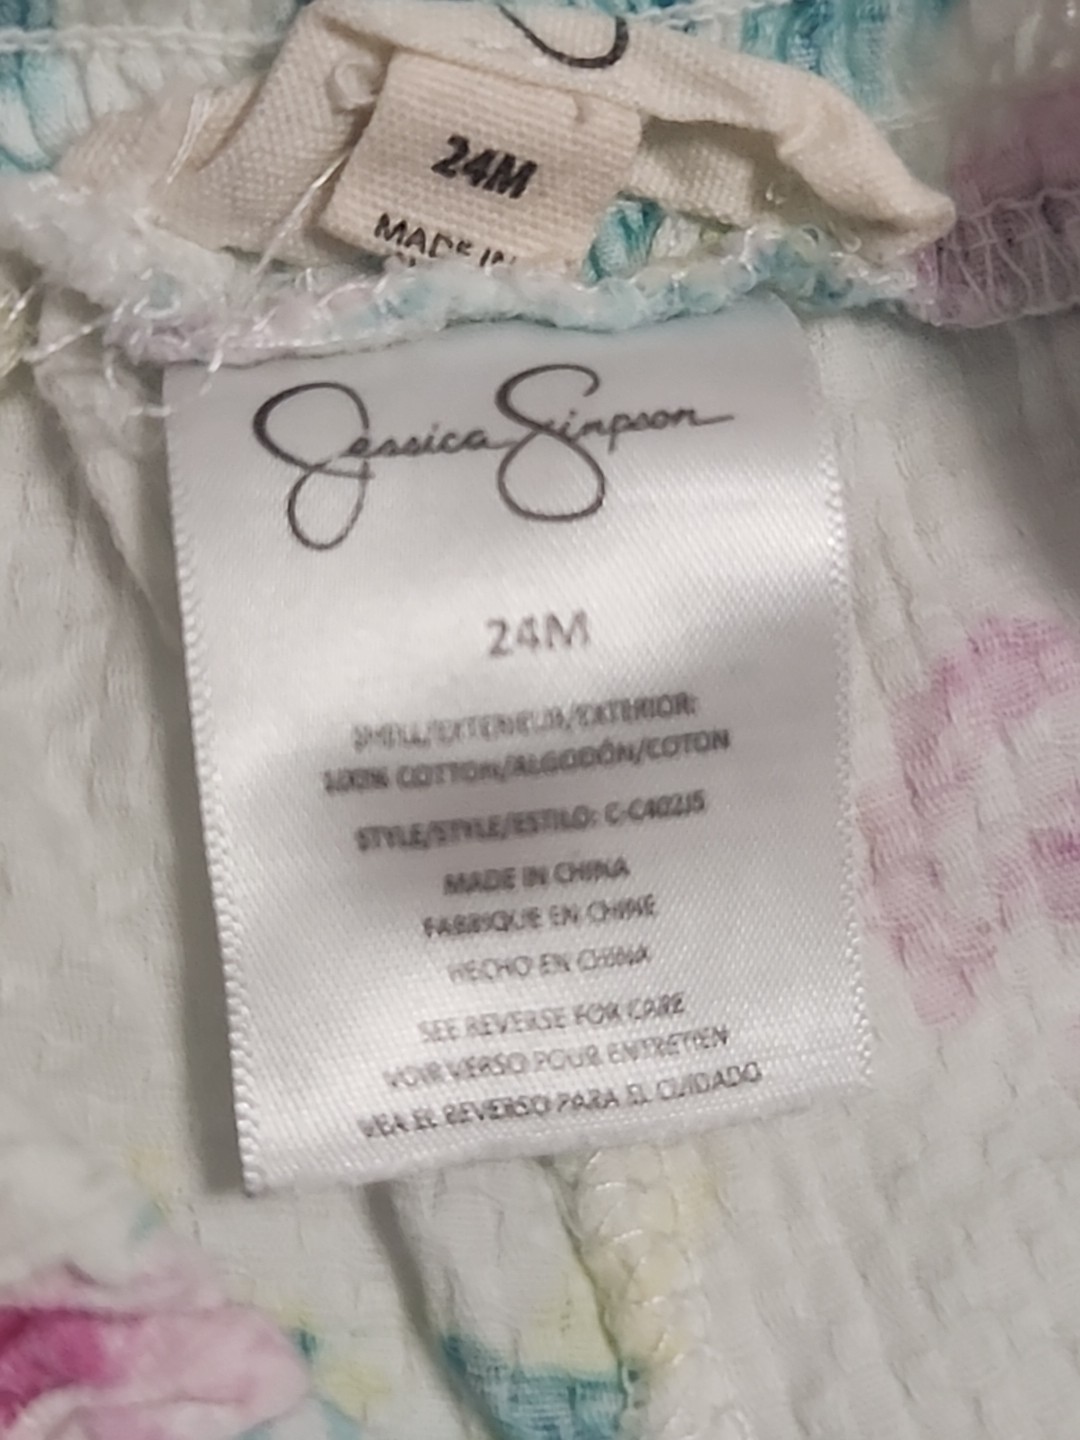 24M
MADE IN
Jessica Simpson
24M
SHELL/EXTERIEUR/EXTERIOR:
100% COTTON/ALGODÓN/COTON
STYLE/STYLE/ESTILO: C-C402J5
MADE IN CHINA
FABRIQUE EN CHINE
HECHO EN CHINA
SEE REVERSE FOR CARE
VOIR VERSO POUR ENTRETIEN
VEA EL REVERSO PARA EL CUIDADO